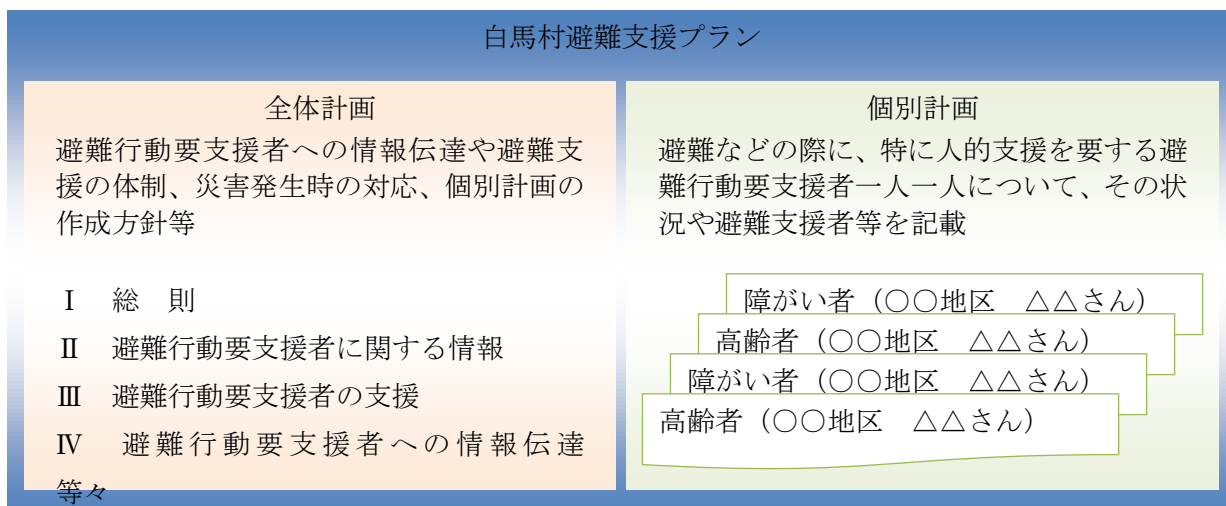 白馬村避難支援プラン
全体計画
避難行動要支援者への情報伝達や避難支
援の体制、災害発生時の対応、個別計画の
作成方針等
Ⅰ　総　則
Ⅱ　避難行動要支援者に関する情報
Ⅲ　避難行動要支援者の支援
Ⅳ　避難行動要支援者への情報伝達
等々
個別計画
避難などの際に、特に人的支援を要する避
難行動要支援者一人一人について、その状
況や避難支援者等を記載
障がい者（○○地区　△△さん）
高齢者（○○地区　△△さん）
障がい者（○○地区　△△さん）
高齢者（○○地区　△△さん）